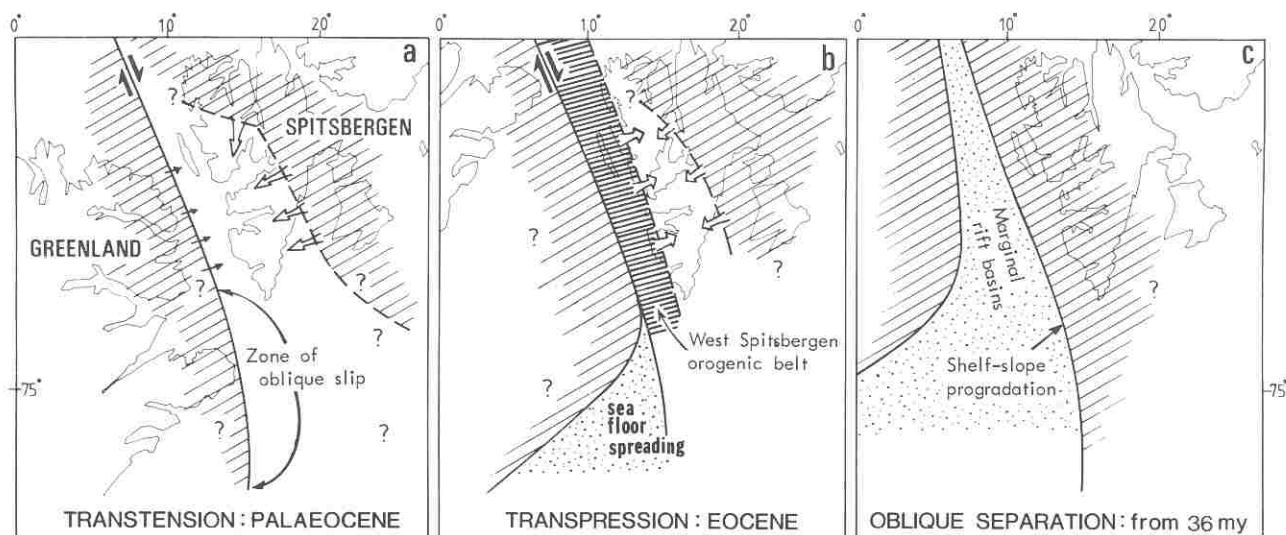 0° 10° 20°
a
?
SPITSBERGEN
GREENLAND
?
?
?
Zone of
oblique slip
75°
?
?
TRANSTENSION : PALAEOCENE
10° 20°
b
?
?
?
West Spitsbergen
orogenic belt
?
sea
floor
spreading
TRANSPRESSION : EOCENE
0° 10° 20°
c
Marginal
rift basins
?
Shelf-slope
progradation
75°
OBLIQUE SEPARATION : from 36 my